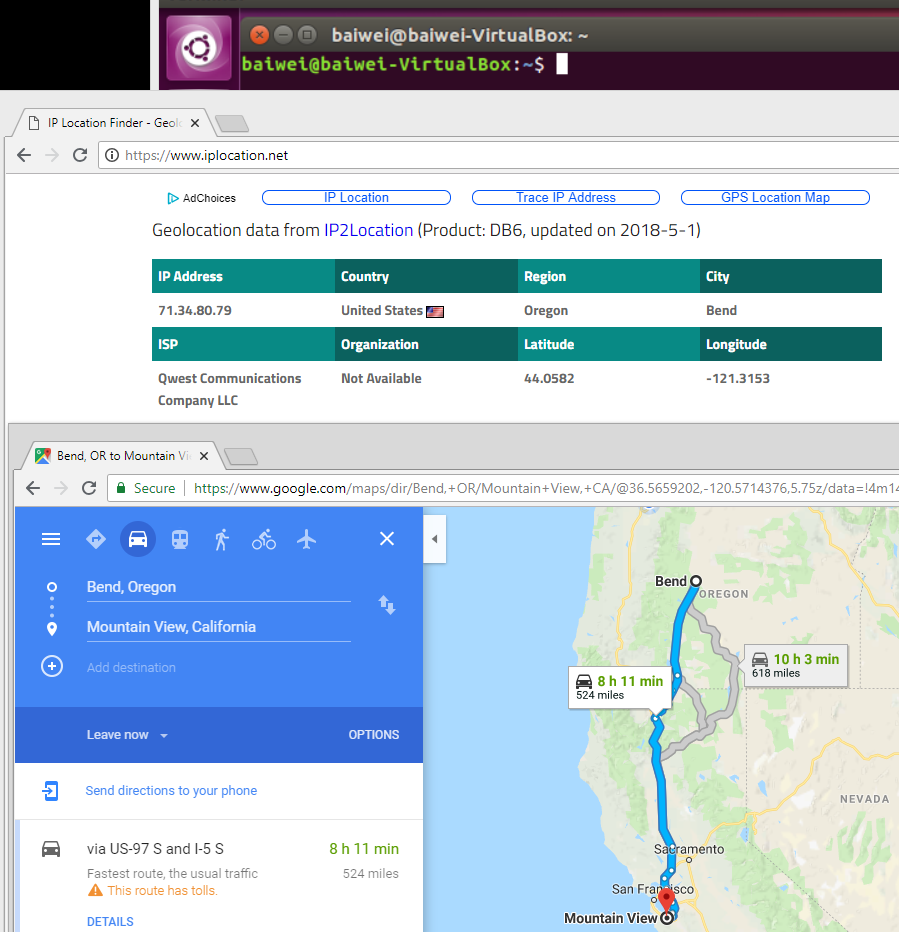 baiwei@baiwei-VirtualBox: ~
baiwei@baiwei-VirtualBox:~$
IP Location Finder - Geolo
https://www.iplocation.net
AdChoices IP Location Trace IP Address GPS Location Map
Geolocation data from IP2Location (Product: DB6, updated on 2018-5-1)
IP Address Country Region City
71.34.80.79 United States Oregon Bend
ISP Organization Latitude Longitude
Qwest Communications Not Available 44.0582 -121.3153
Company LLC
Bend, OR to Mountain Vi
Secure https://www.google.com/maps/dir/Bend,+OR/Mountain+View,+CA/@36.5659202,-120.5714376,5.75z/data=!4m14
Bend, Oregon
Mountain View, California
Add destination
Leave now OPTIONS
Send directions to your phone
via US-97 S and I-5 S 8 h 11 min
Fastest route, the usual traffic 524 miles
This route has tolls.
DETAILS
Bend
OREGON
10 h 3 min
618 miles
8 h 11 min
524 miles
NEVADA
Sacramento
San Francisco
Mountain View